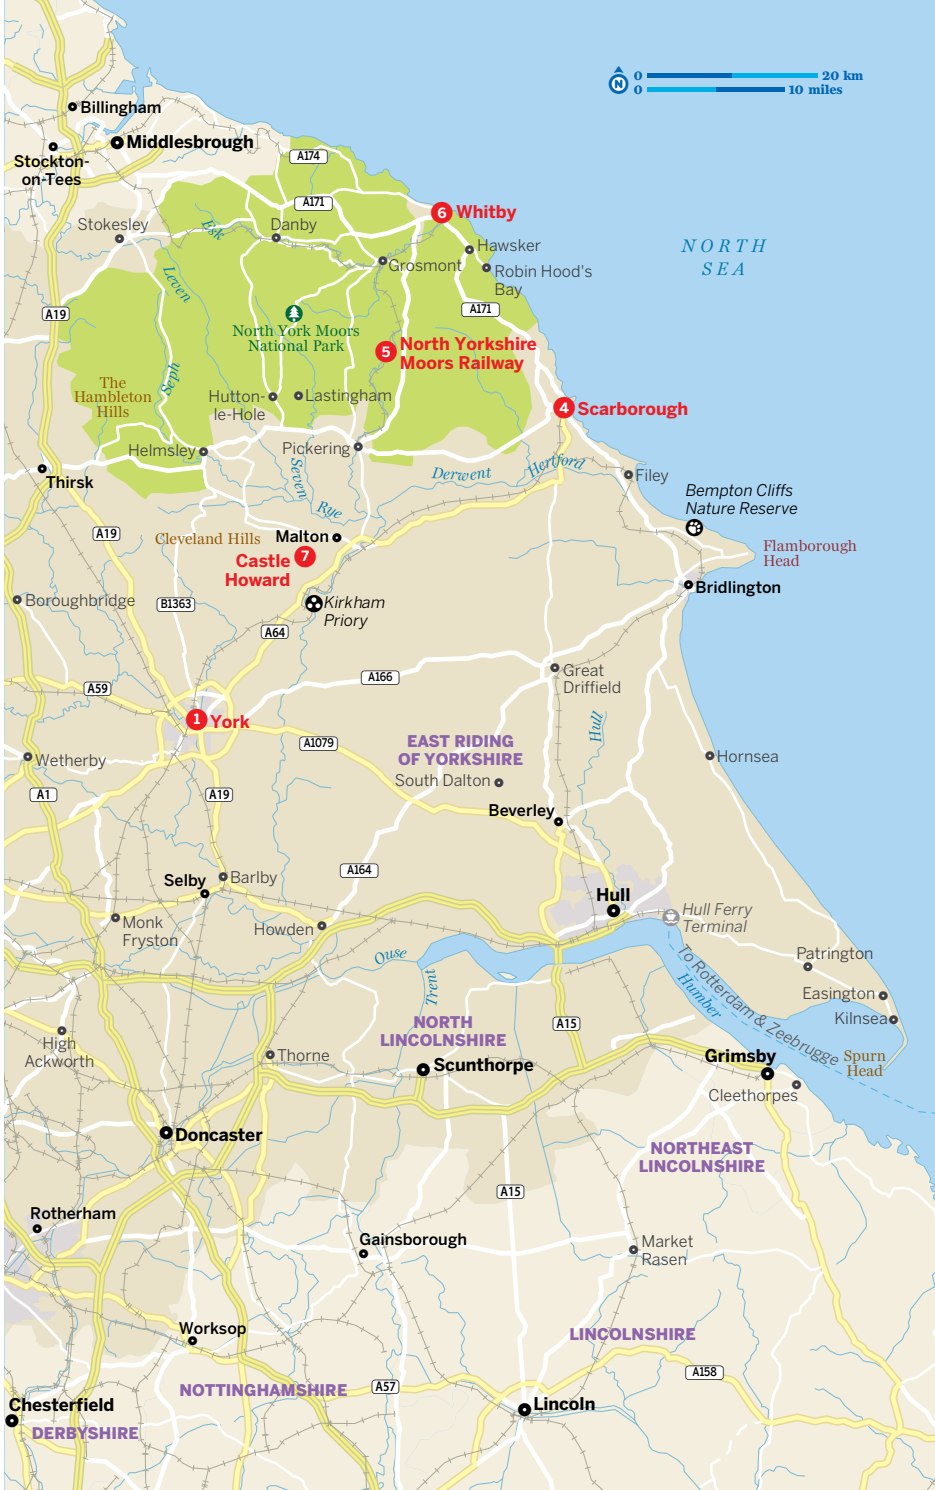 0 20 km
N
0 10 miles
Billingham
Middlesbrough
Stockton-
on-Tees
A174
A171
6 Whitby
Stokesley
Esk
Danby
Hawsker
NORTH
SEA
Grosmont
Robin Hood's
Bay
Leven
A19
A171
North York Moors
National Park
5 North Yorkshire
Moors Railway
The
Hambleton
Hills
Seph
Hutton-
le-Hole
Lastingham
4 Scarborough
Helmsley
Pickering
Seven
Derwent
Hertford
Filey
Thirsk
Rye
Bempton Cliffs
Nature Reserve
A19
Cleveland Hills
Malton
Castle
Howard
7
Flamborough
Head
Bridlington
Boroughbridge
B1363
Kirkham
Priory
A64
A166
Great
Driffield
A59
1 York
Hull
A1079
EAST RIDING
OF YORKSHIRE
Wetherby
South Dalton
Hornsea
A1
A19
Beverley
A164
Selby
Barlby
Hull
Monk
Fryston
Howden
Hull Ferry
Terminal
Ouse
Trent
Patrington
To Rotterdam & Zeebrugge
Humber
Easington
Kilnsea
NORTH
LINCOLNSHIRE
A15
High
Ackworth
Thorne
Scunthorpe
Grimsby
Spurn
Head
Cleethorpes
Doncaster
NORTHEAST
LINCOLNSHIRE
A15
Rotherham
Gainsborough
Market
Rasen
Worksop
LINCOLNSHIRE
A158
NOTTINGHAMSHIRE
A57
Chesterfield
Lincoln
DERBYSHIRE